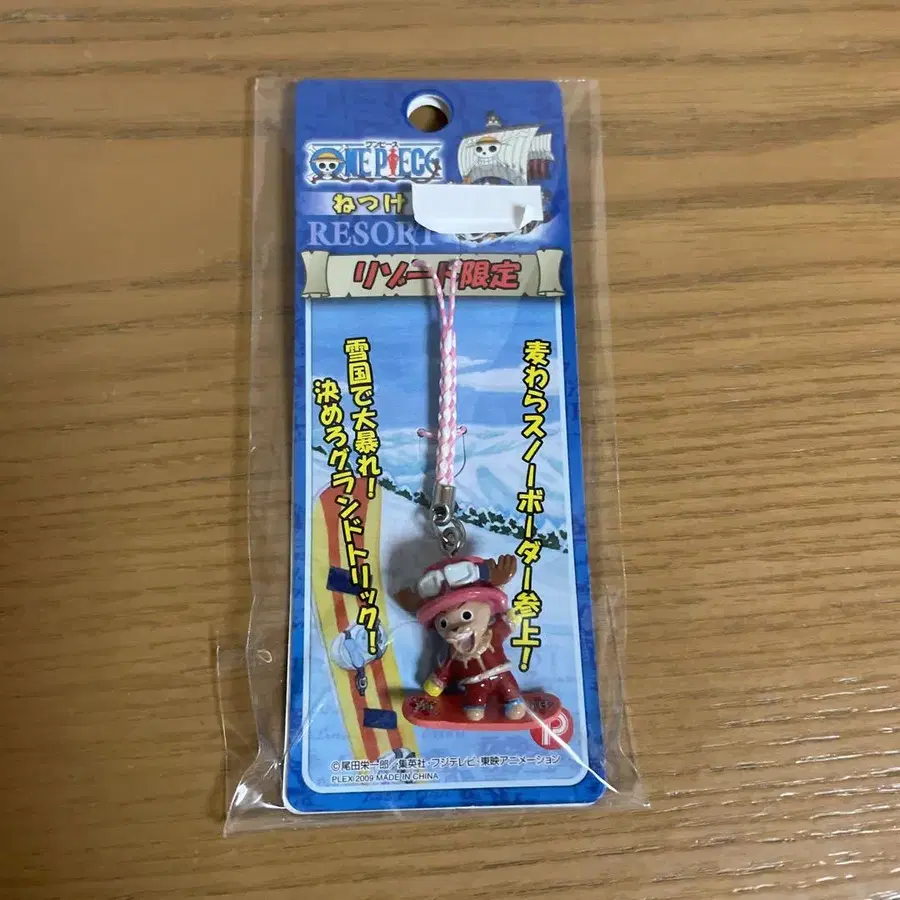 ワンピース
ONE PIECE
ねつけ
RESORT
リゾート限定
麦わらスノーボーダー参上！
雪国で大暴れ！
決めろグランドトリック！
P
©尾田栄一郎／集英社・フジテレビ・東映アニメーション
PLEX 2009 MADE IN CHINA